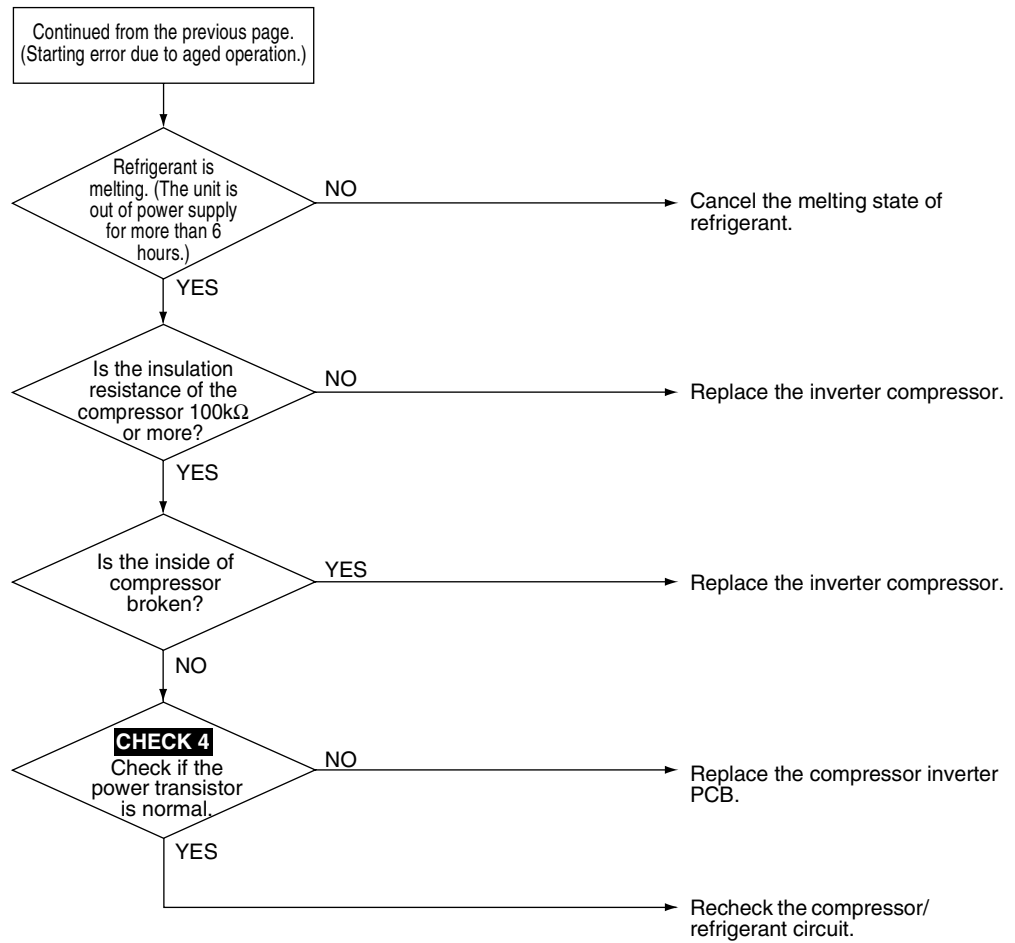 Continued from the previous page.
(Starting error due to aged operation.)
Refrigerant is
melting. (The unit is
out of power supply
for more than 6
hours.)
NO
Cancel the melting state of
refrigerant.
YES
Is the insulation
resistance of the
compressor 100kΩ
or more?
NO
Replace the inverter compressor.
YES
Is the inside of
compressor
broken?
YES
Replace the inverter compressor.
NO
CHECK 4
Check if the
power transistor
is normal.
NO
Replace the compressor inverter
PCB.
YES
Recheck the compressor/
refrigerant circuit.